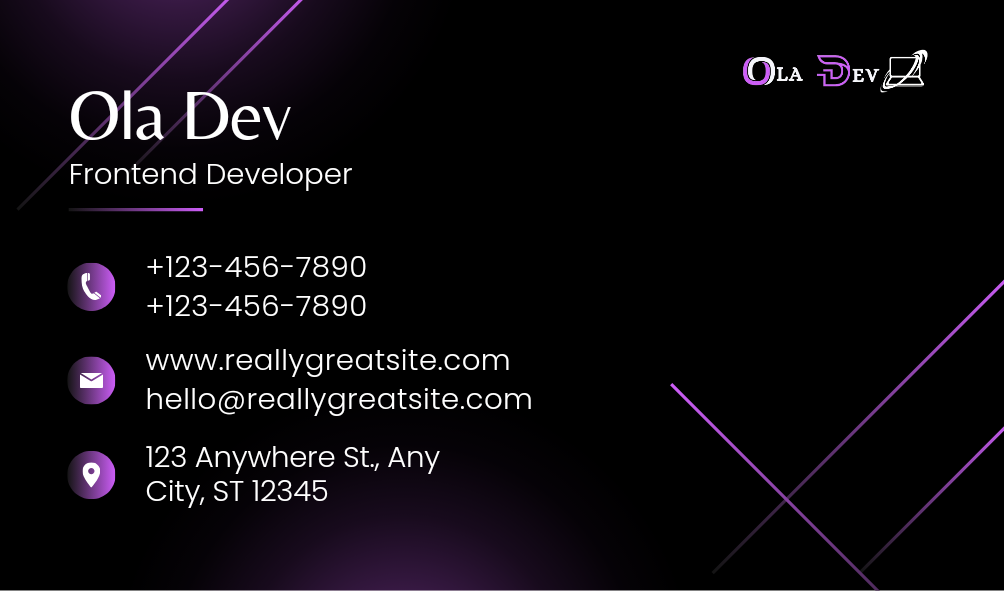 Ola Dev
Ola Dev
Frontend Developer
+123-456-7890
+123-456-7890
www.reallygreatsite.com
hello@reallygreatsite.com
123 Anywhere St., Any
City, ST 12345